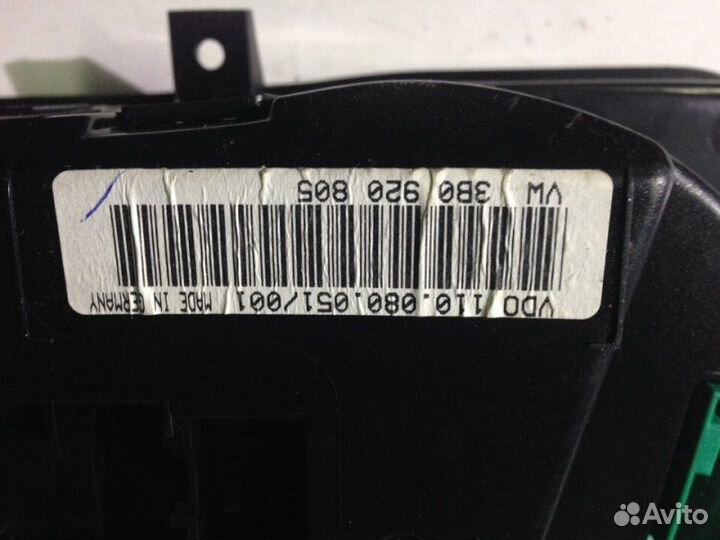 VW 3B0 920 805
VDO 110.080.051/001 MADE IN GERMANY
Avito